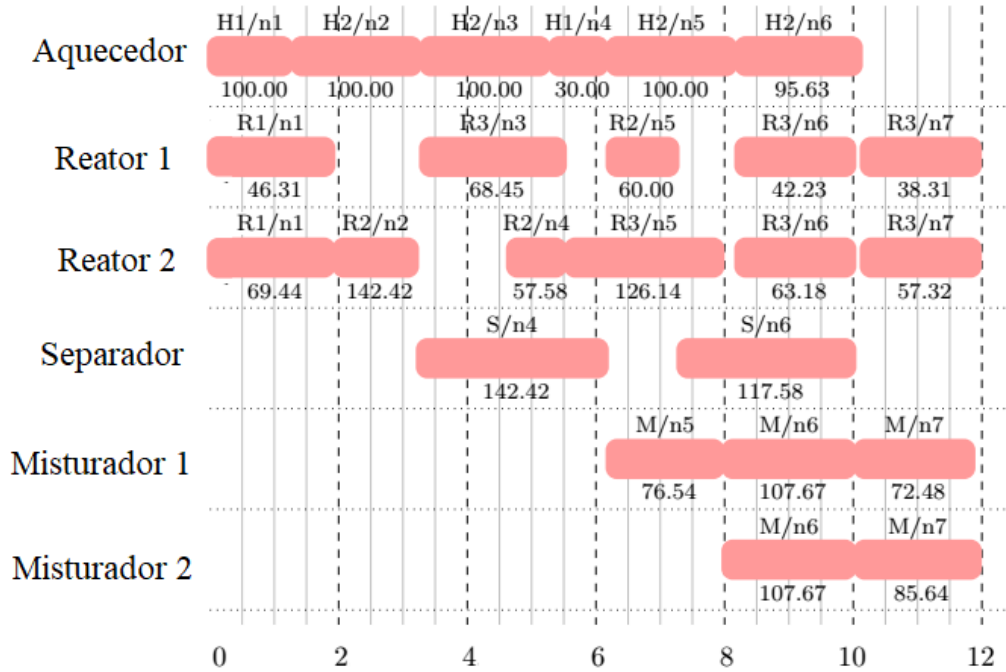 H1/n1 H2/n2 H2/n3 H1/n4 H2/n5 H2/n6
Aquecedor
100.00 100.00 100.00 30.00 100.00 95.63
R1/n1 R3/n3 R2/n5 R3/n6 R3/n7
Reator 1
46.31 68.45 60.00 42.23 38.31
R1/n1 R2/n2 R2/n4 R3/n5 R3/n6 R3/n7
Reator 2
69.44 142.42 57.58 126.14 63.18 57.32
S/n4 S/n6
Separador
142.42 117.58
M/n5 M/n6 M/n7
Misturador 1
76.54 107.67 72.48
M/n6 M/n7
Misturador 2
107.67 85.64
0 2 4 6 8 10 12